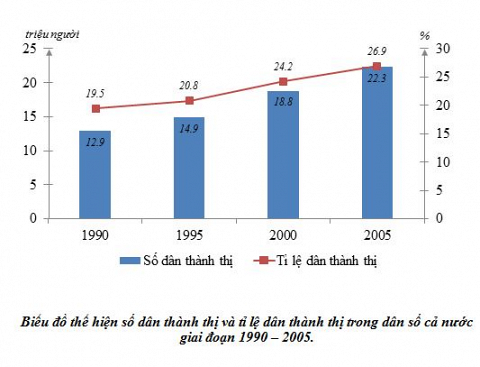 triệu người %
25 30
20 25
15 20
10 15
5 10
0 5
0
19.5 20.8 24.2 26.9
12.9 14.9 18.8 22.3
1990 1995 2000 2005
Số dân thành thị Tỉ lệ dân thành thị
Biểu đồ thể hiện số dân thành thị và tỉ lệ dân thành thị trong dân số cả nước
giai đoạn 1990 – 2005.